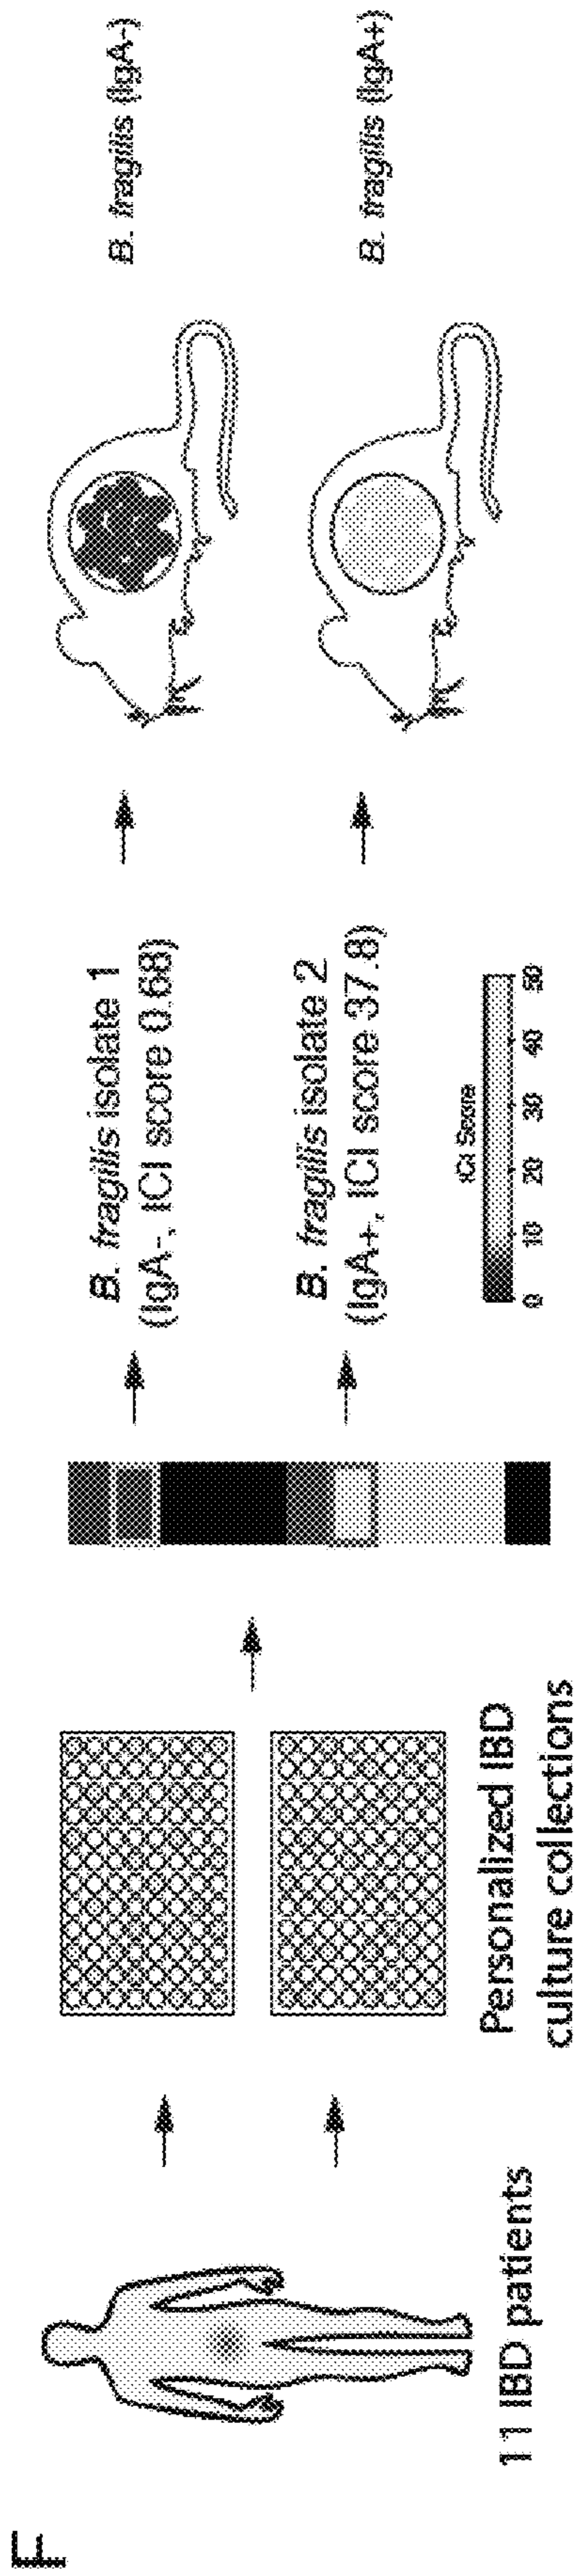 F
11 IBD patients
Personalized IBD
culture collections
B. fragilis isolate 1
(IgA-, ICI score 0.68)
B. fragilis isolate 2
(IgA+, ICI score 37.8)
ICI Score
0 10 20 30 40 50
B. fragilis (IgA-)
B. fragilis (IgA+)